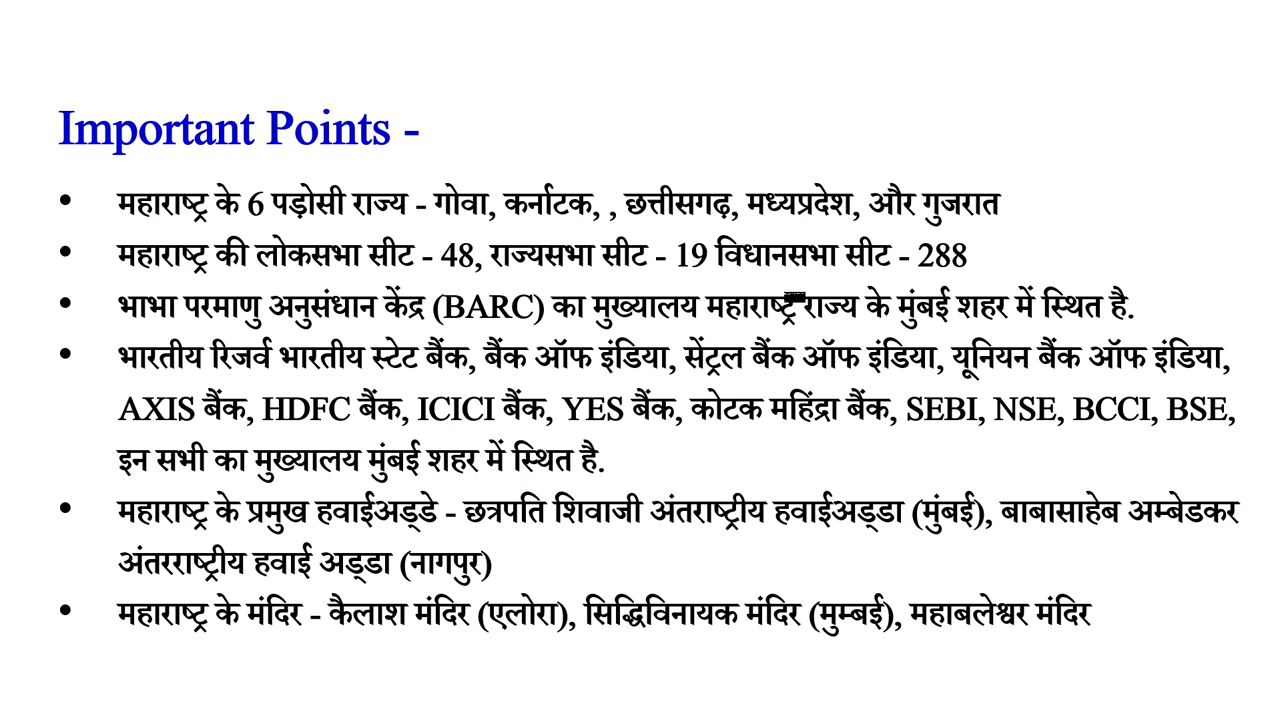 Important Points -
• महाराष्ट्र के 6 पड़ोसी राज्य - गोवा, कर्नाटक, , छत्तीसगढ़, मध्यप्रदेश, और गुजरात
• महाराष्ट्र की लोकसभा सीट - 48, राज्यसभा सीट - 19 विधानसभा सीट - 288
• भाभा परमाणु अनुसंधान केंद्र (BARC) का मुख्यालय महाराष्ट्र राज्य के मुंबई शहर में स्थित है.
• भारतीय रिजर्व भारतीय स्टेट बैंक, बैंक ऑफ इंडिया, सेंट्रल बैंक ऑफ इंडिया, यूनियन बैंक ऑफ इंडिया,
AXIS बैंक, HDFC बैंक, ICICI बैंक, YES बैंक, कोटक महिंद्रा बैंक, SEBI, NSE, BCCI, BSE,
इन सभी का मुख्यालय मुंबई शहर में स्थित है.
• महाराष्ट्र के प्रमुख हवाईअड्डे - छत्रपति शिवाजी अंतराष्ट्रीय हवाईअड्डा (मुंबई), बाबासाहेब अम्बेडकर
अंतरराष्ट्रीय हवाई अड्डा (नागपुर)
• महाराष्ट्र के मंदिर - कैलाश मंदिर (एलोरा), सिद्धिविनायक मंदिर (मुम्बई), महाबलेश्वर मंदिर